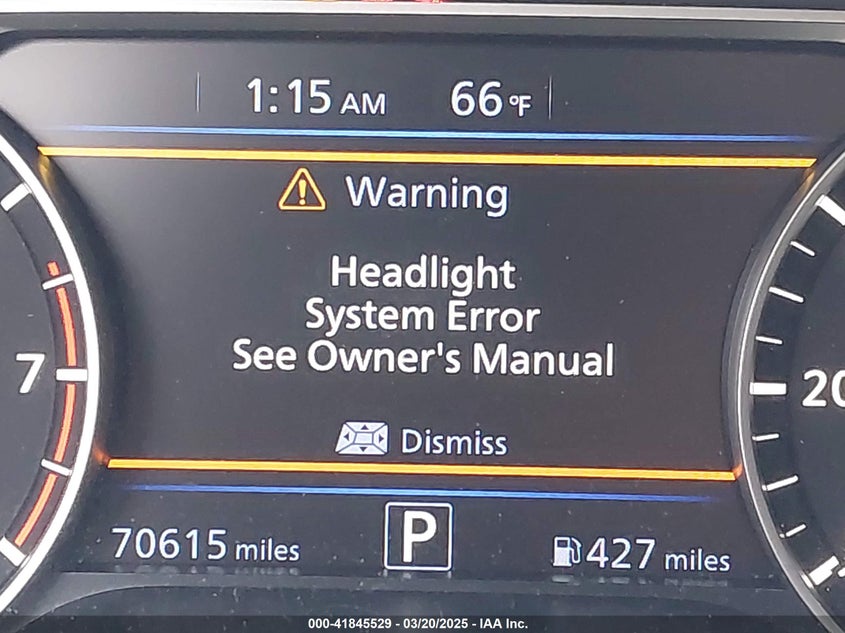 1:15 AM 66°F
Warning
Headlight
System Error
See Owner's Manual
Dismiss
7
20
70615 miles P 427 miles
000-41845529 - 03/20/2025 - IAA Inc.